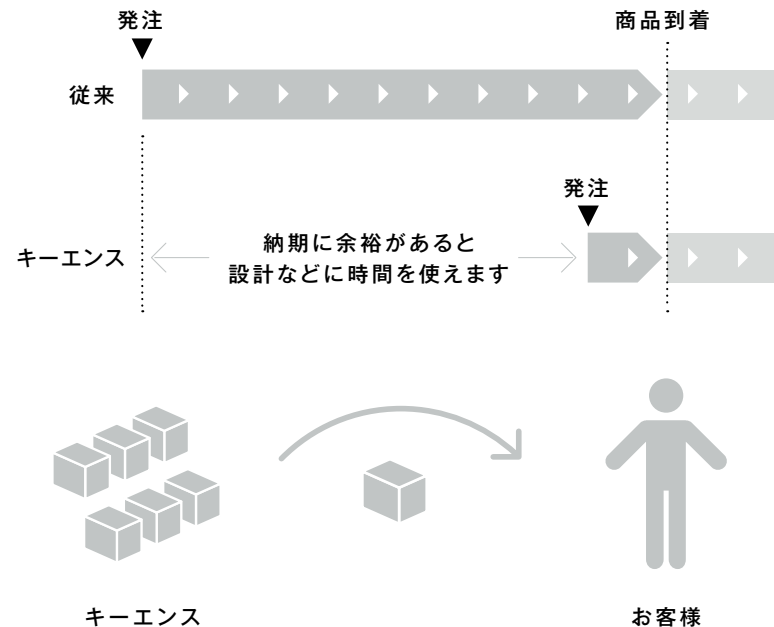 発注
商品到着
従来
発注
キーエンス
納期に余裕があると
設計などに時間を使えます
キーエンス
お客様